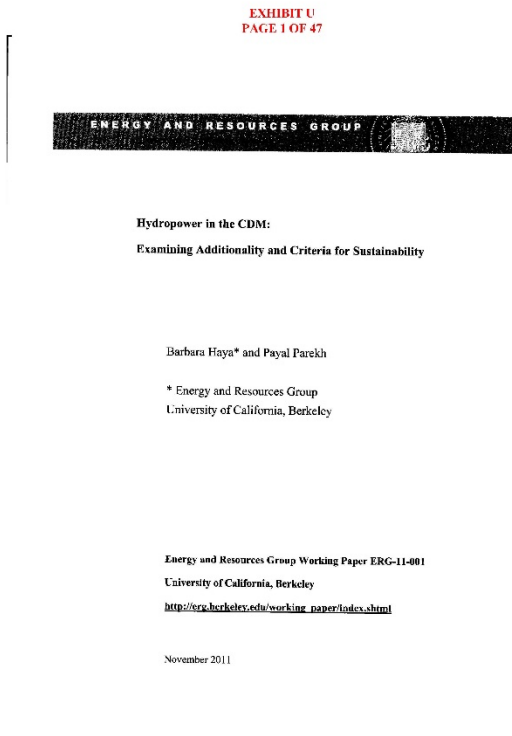 EXHIBIT U
PAGE 1 OF 47
ENERGY AND RESOURCES GROUP
Hydropower in the CDM:
Examining Additionality and Criteria for Sustainability
Barbara Haya* and Payal Parekh
* Energy and Resources Group
University of California, Berkeley
Energy and Resources Group Working Paper ERG-11-001
University of California, Berkeley
http://erg.berkeley.edu/working_paper/index.shtml
November 2011